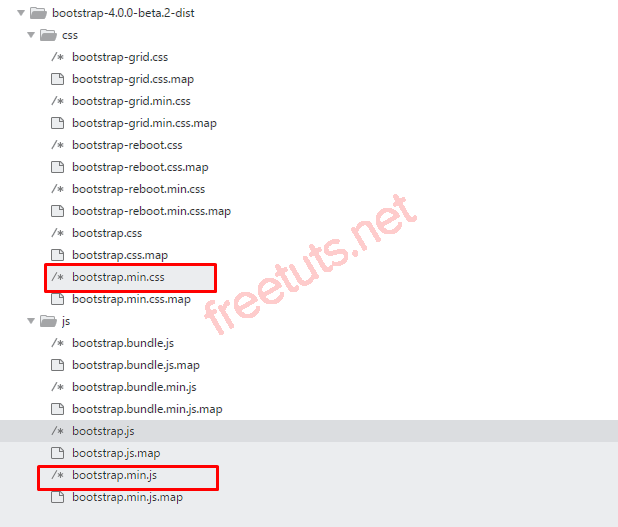 bootstrap-4.0.0-beta.2-dist
css
/* bootstrap-grid.css
bootstrap-grid.css.map
/* bootstrap-grid.min.css
bootstrap-grid.min.css.map
/* bootstrap-reboot.css
bootstrap-reboot.css.map
/* bootstrap-reboot.min.css
bootstrap-reboot.min.css.map
/* bootstrap.css
bootstrap.css.map
/* bootstrap.min.css
bootstrap.min.css.map
js
/* bootstrap.bundle.js
bootstrap.bundle.js.map
/* bootstrap.bundle.min.js
bootstrap.bundle.min.js.map
/* bootstrap.js
bootstrap.js.map
/* bootstrap.min.js
bootstrap.min.js.map
freetuts.net